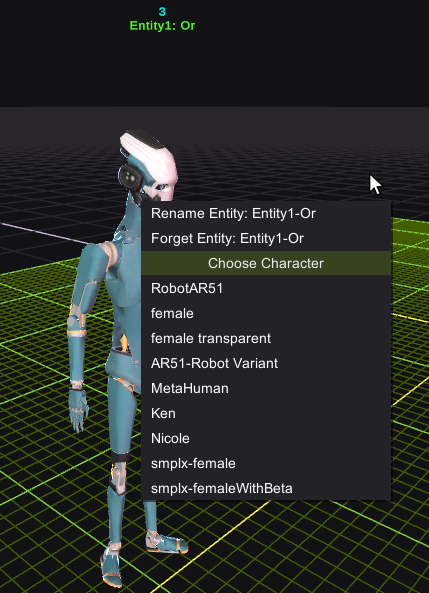 3
Entity1: Or
Rename Entity: Entity1-Or
Forget Entity: Entity1-Or
Choose Character
RobotAR51
female
female transparent
AR51-Robot Variant
MetaHuman
Ken
Nicole
smplx-female
smplx-femaleWithBeta